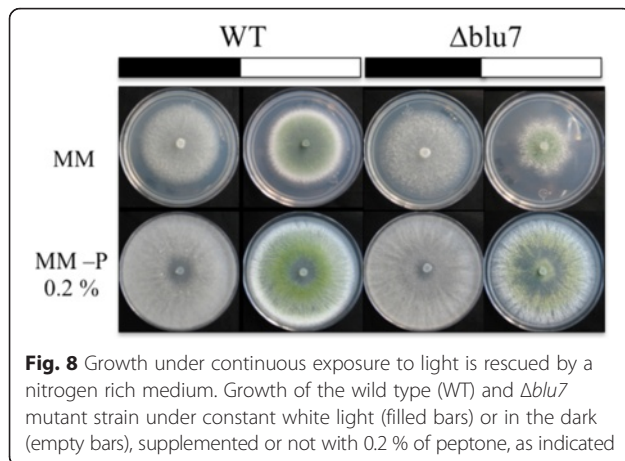 WT Δblu7
MM
MM –P
0.2 %
Fig. 8 Growth under continuous exposure to light is rescued by a
nitrogen rich medium. Growth of the wild type (WT) and Δblu7
mutant strain under constant white light (filled bars) or in the dark
(empty bars), supplemented or not with 0.2 % of peptone, as indicated